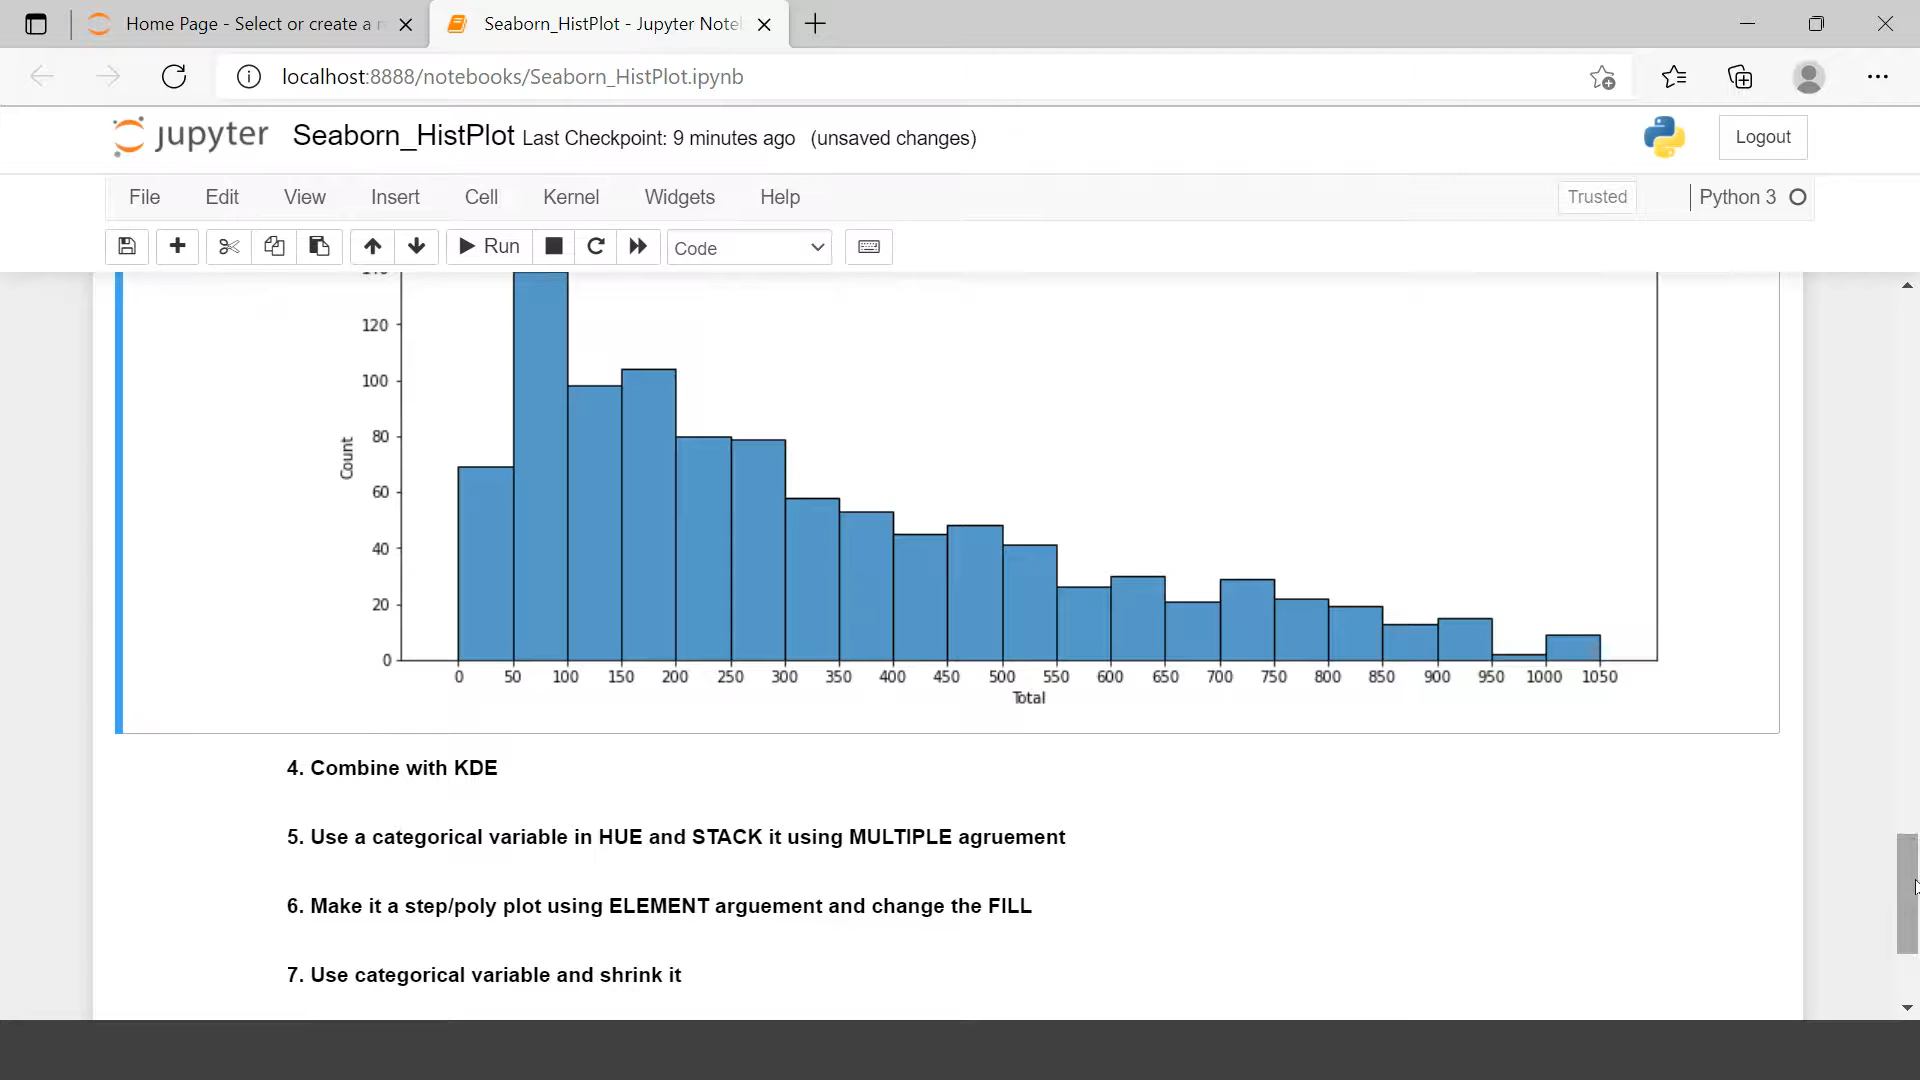 Home Page - Select or create a
Seaborn_HistPlot - Jupyter Note
localhost:8888/notebooks/Seaborn_HistPlot.ipynb
jupyter Seaborn_HistPlot Last Checkpoint: 9 minutes ago (unsaved changes)
Logout
File Edit View Insert Cell Kernel Widgets Help
Trusted
Python 3
Run
Code
120
100
80
60
40
20
0
Count
0 50 100 150 200 250 300 350 400 450 500 550 600 650 700 750 800 850 900 950 1000 1050
Total
4. Combine with KDE
5. Use a categorical variable in HUE and STACK it using MULTIPLE agruement
6. Make it a step/poly plot using ELEMENT arguement and change the FILL
7. Use categorical variable and shrink it